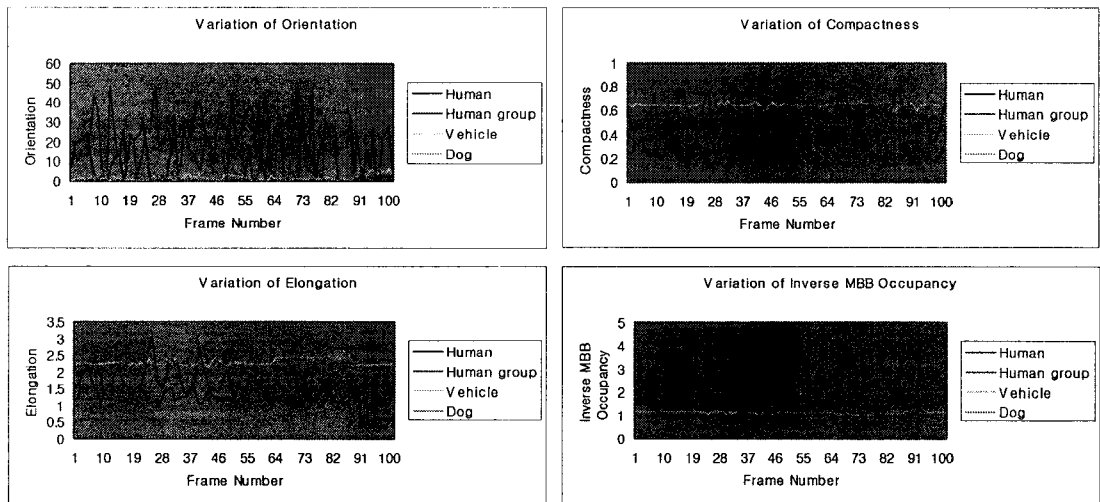 Variation of Orientation
60
50
40
30
20
10
0
Orientation
1 10 19 28 37 46 55 64 73 82 91 100
Frame Number
Human
Human group
Vehicle
Dog
Variation of Compactness
1
0.8
0.6
0.4
0.2
0
Compactness
1 10 19 28 37 46 55 64 73 82 91 100
Frame Number
Human
Human group
Vehicle
Dog
Variation of Elongation
3.5
3
2.5
2
1.5
1
0.5
0
Elongation
1 10 19 28 37 46 55 64 73 82 91 100
Frame Number
Human
Human group
Vehicle
Dog
Variation of Inverse MBB Occupancy
5
4
3
2
1
0
Inverse MBB
Occupancy
1 10 19 28 37 46 55 64 73 82 91 100
Frame Number
Human
Human group
Vehicle
Dog